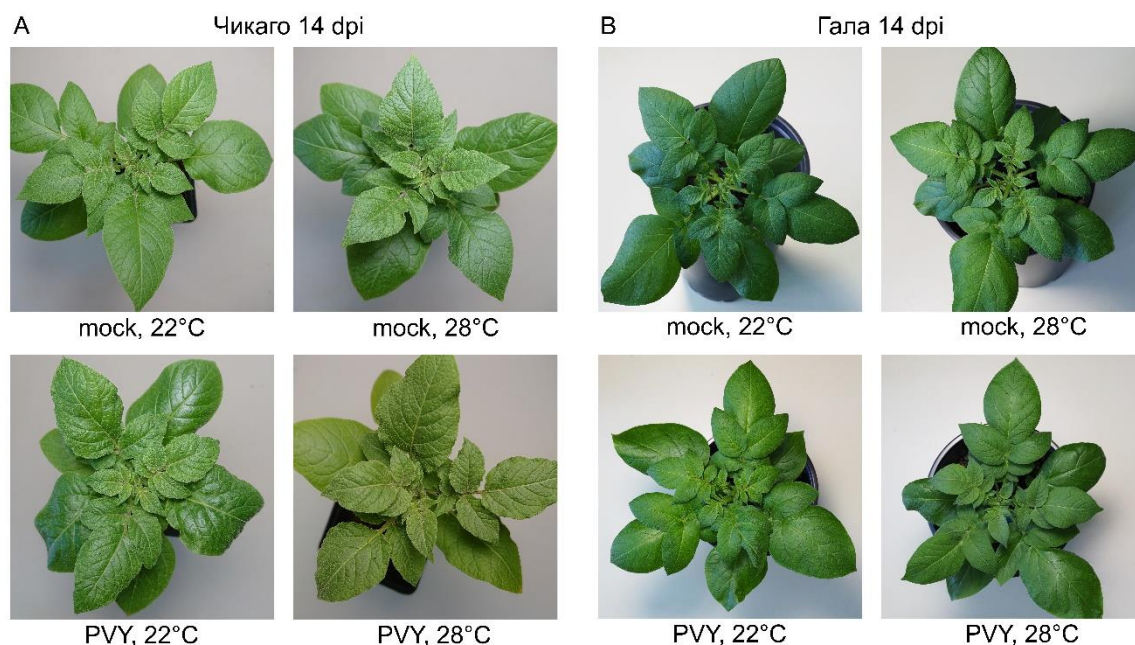 A Чикаго 14 dpi
B Гала 14 dpi
mock, 22°C
mock, 28°C
mock, 22°C
mock, 28°C
PVY, 22°C
PVY, 28°C
PVY, 22°C
PVY, 28°C